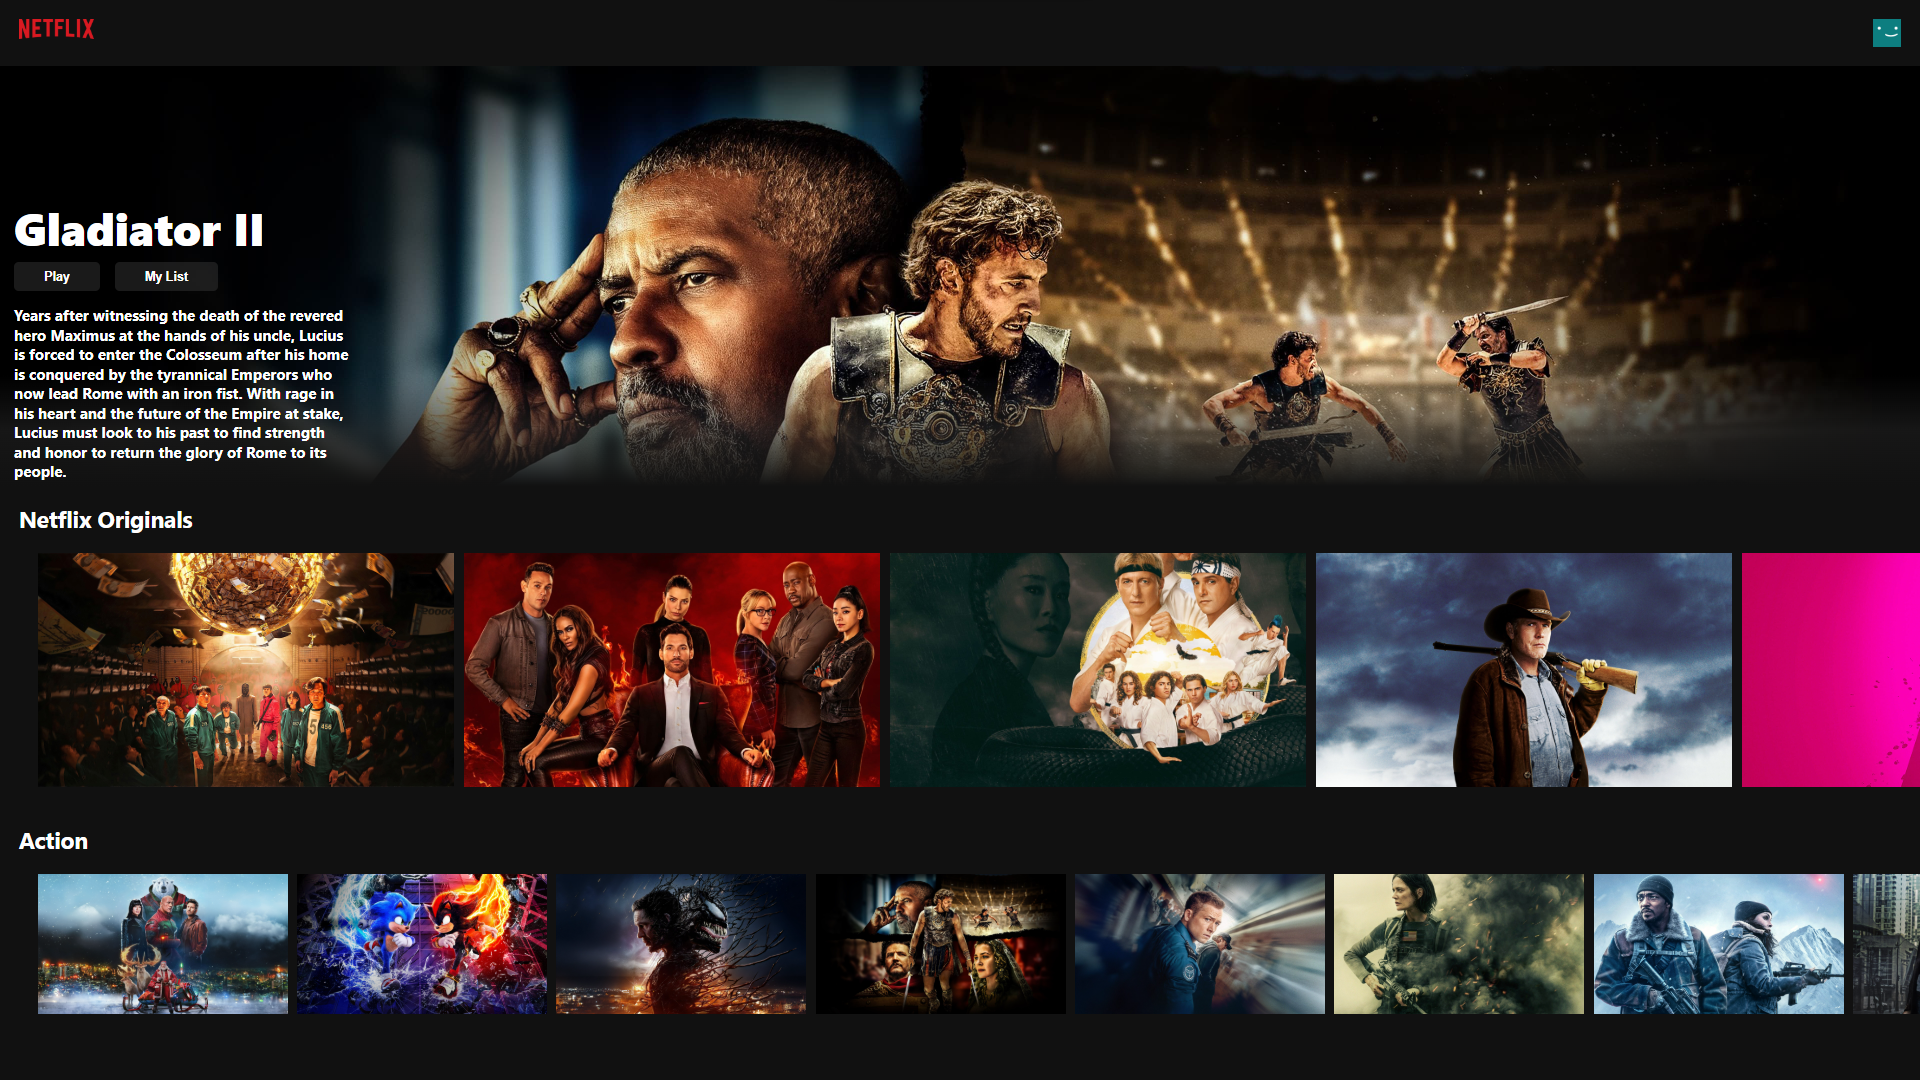 NETFLIX
Gladiator II
Play
My List
Years after witnessing the death of the revered
hero Maximus at the hands of his uncle, Lucius
is forced to enter the Colosseum after his home
is conquered by the tyrannical Emperors who
now lead Rome with an iron fist. With rage in
his heart and the future of the Empire at stake,
Lucius must look to his past to find strength
and honor to return the glory of Rome to its
people.
Netflix Originals
456
Action